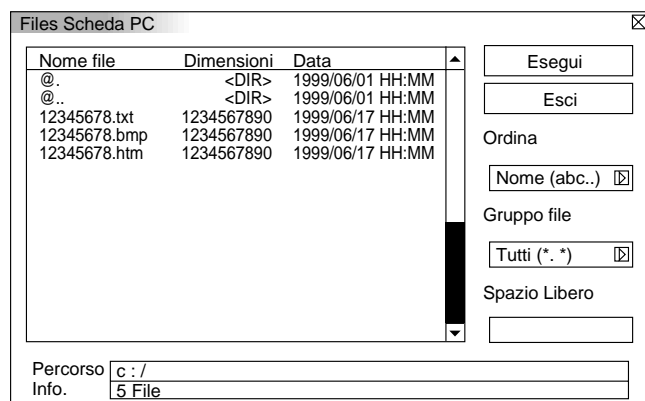 Files Scheda PC
Nome file Dimensioni Data
@. <DIR> 1999/06/01 HH:MM
@.. <DIR> 1999/06/01 HH:MM
12345678.txt 1234567890 1999/06/17 HH:MM
12345678.bmp 1234567890 1999/06/17 HH:MM
12345678.htm 1234567890 1999/06/17 HH:MM
Esegui
Esci
Ordina
Nome (abc..)
Gruppo file
Tutti (*. *)
Spazio Libero
Percorso c : /
Info. 5 File